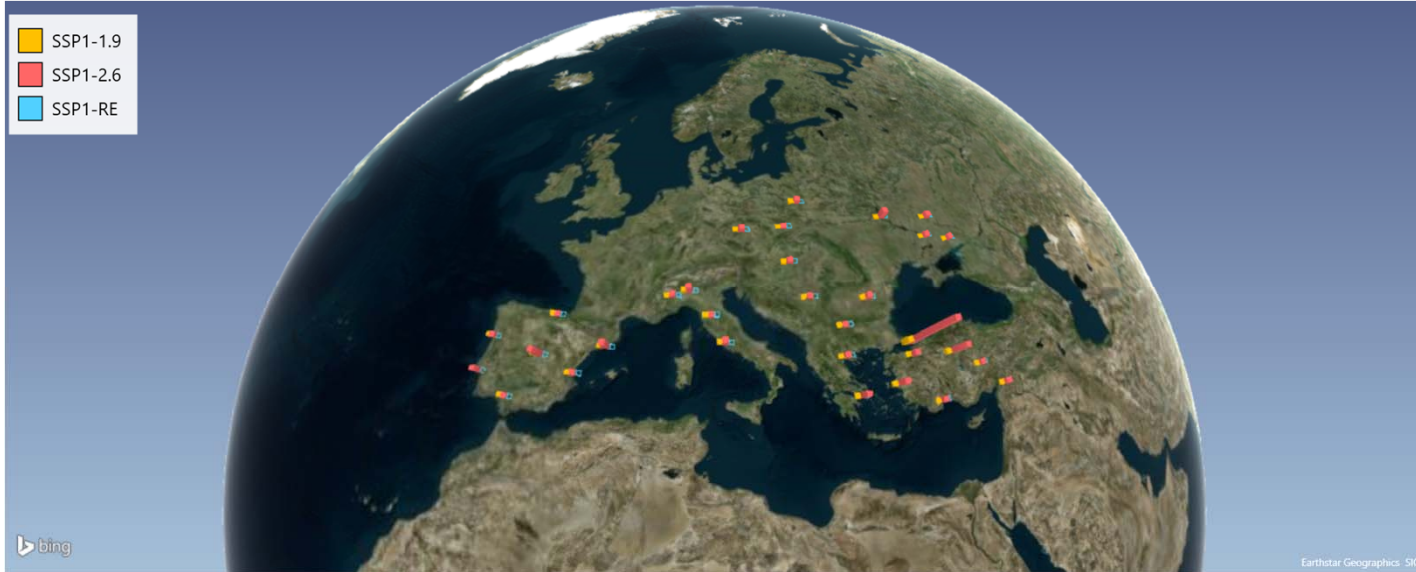 SSP1-1.9
SSP1-2.6
SSP1-RE
bing
Earthstar Geographics